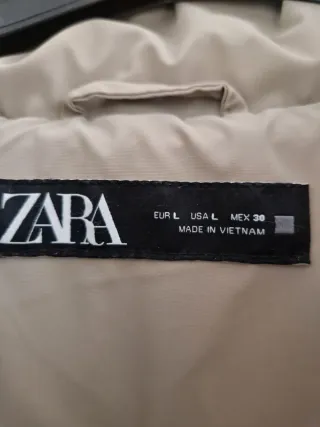 ZARA
EUR L USA L MEX 30
MADE IN VIETNAM